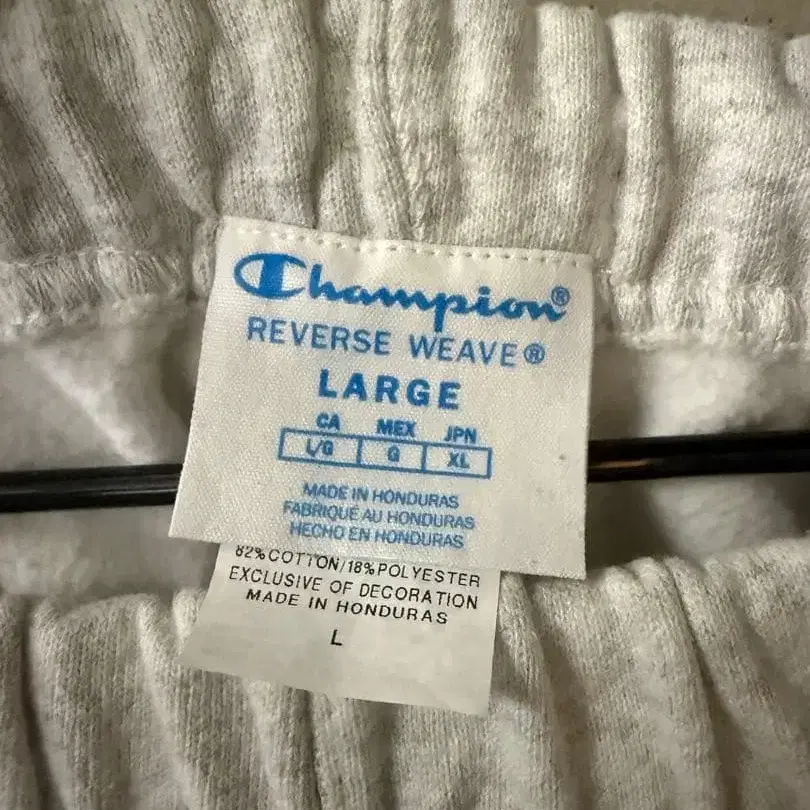 Champion®
REVERSE WEAVE®
LARGE
CA MEX JPN
L/G G XL
MADE IN HONDURAS
FABRIQUÉ AU HONDURAS
HECHO EN HONDURAS
82% COTTON/18% POLYESTER
EXCLUSIVE OF DECORATION
MADE IN HONDURAS
L